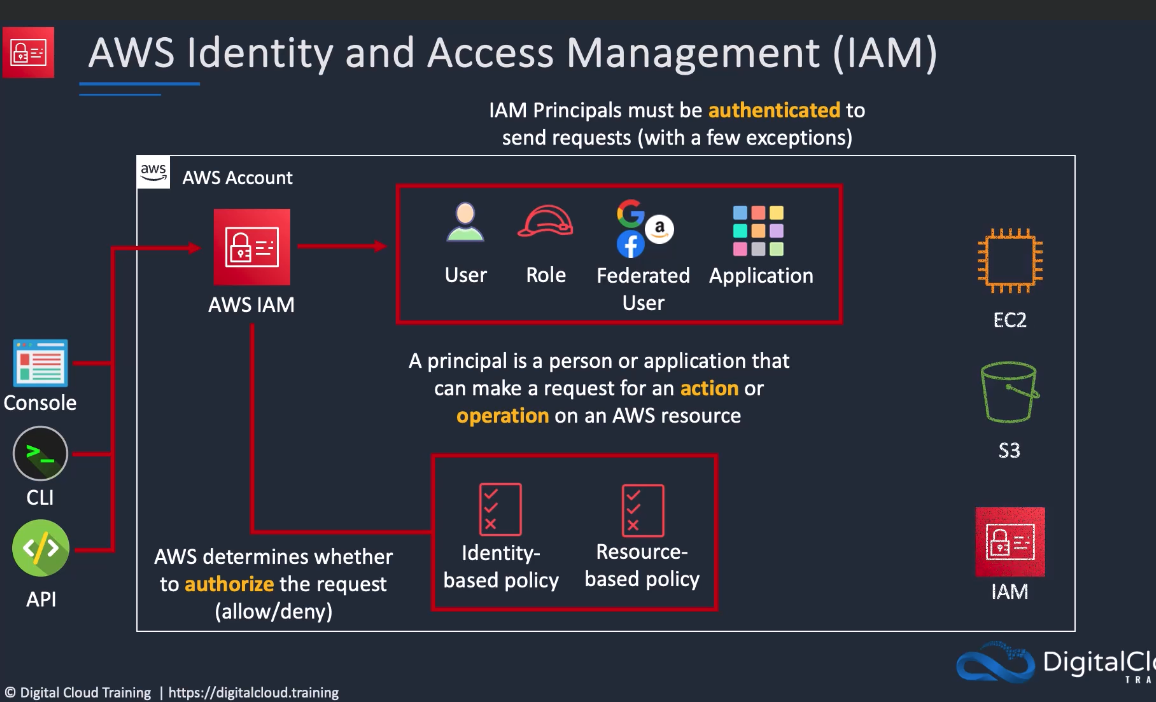 AWS Identity and Access Management (IAM)
IAM Principals must be authenticated to
send requests (with a few exceptions)
aws
AWS Account
AWS IAM
User
Role
Federated
User
Application
A principal is a person or application that
can make a request for an action or
operation on an AWS resource
Console
CLI
API
AWS determines whether
to authorize the request
(allow/deny)
Identity-
based policy
Resource-
based policy
EC2
S3
IAM
DigitalClo
TRA
© Digital Cloud Training | https://digitalcloud.training